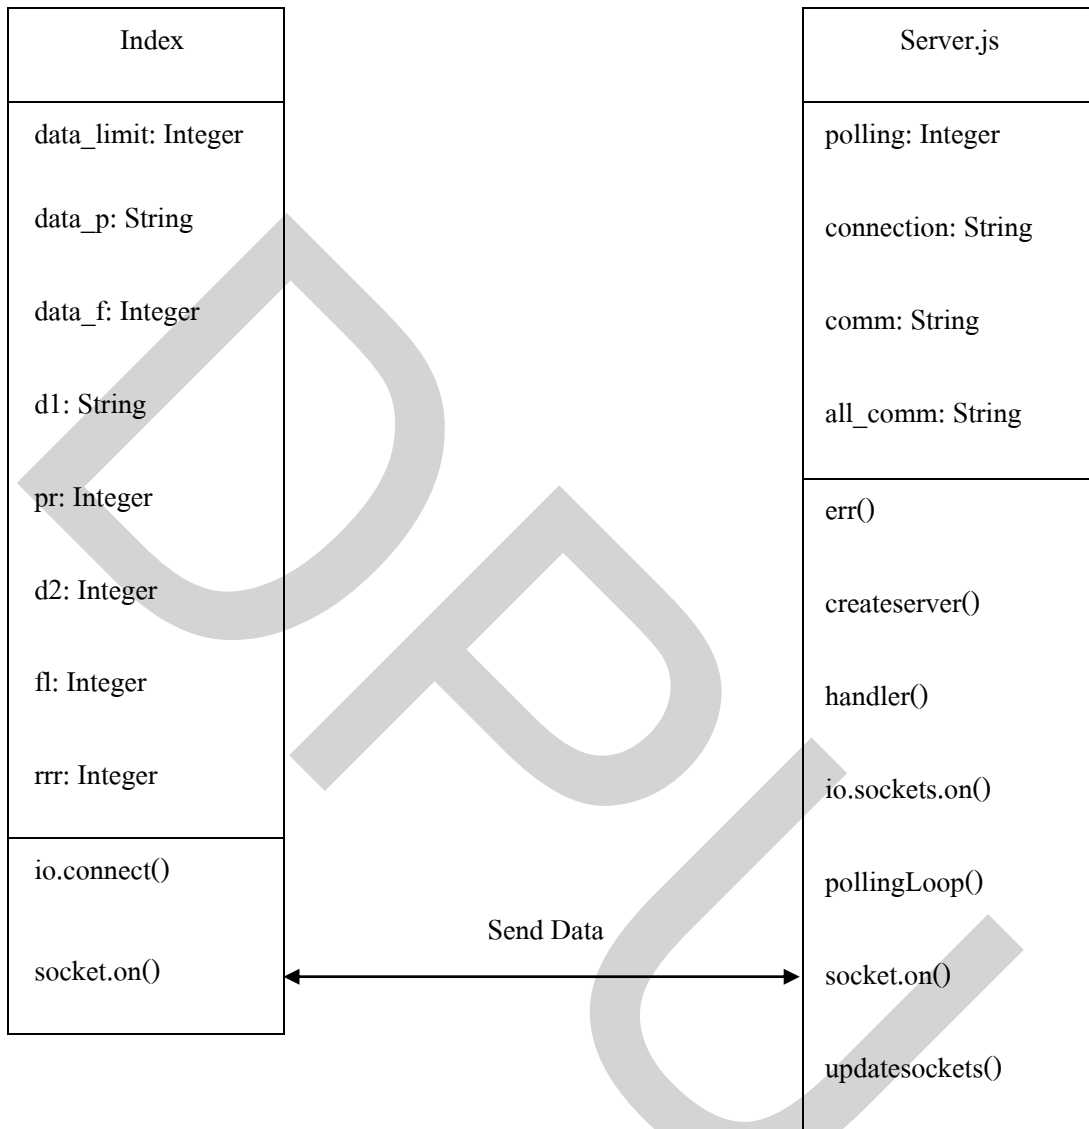 Index
data_limit: Integer
data_p: String
data_f: Integer
d1: String
pr: Integer
d2: Integer
fl: Integer
rrr: Integer
io.connect()
socket.on()
Send Data
Server.js
polling: Integer
connection: String
comm: String
all_comm: String
err()
createserver()
handler()
io.sockets.on()
pollingLoop()
socket.on()
updatesockets()
DPU